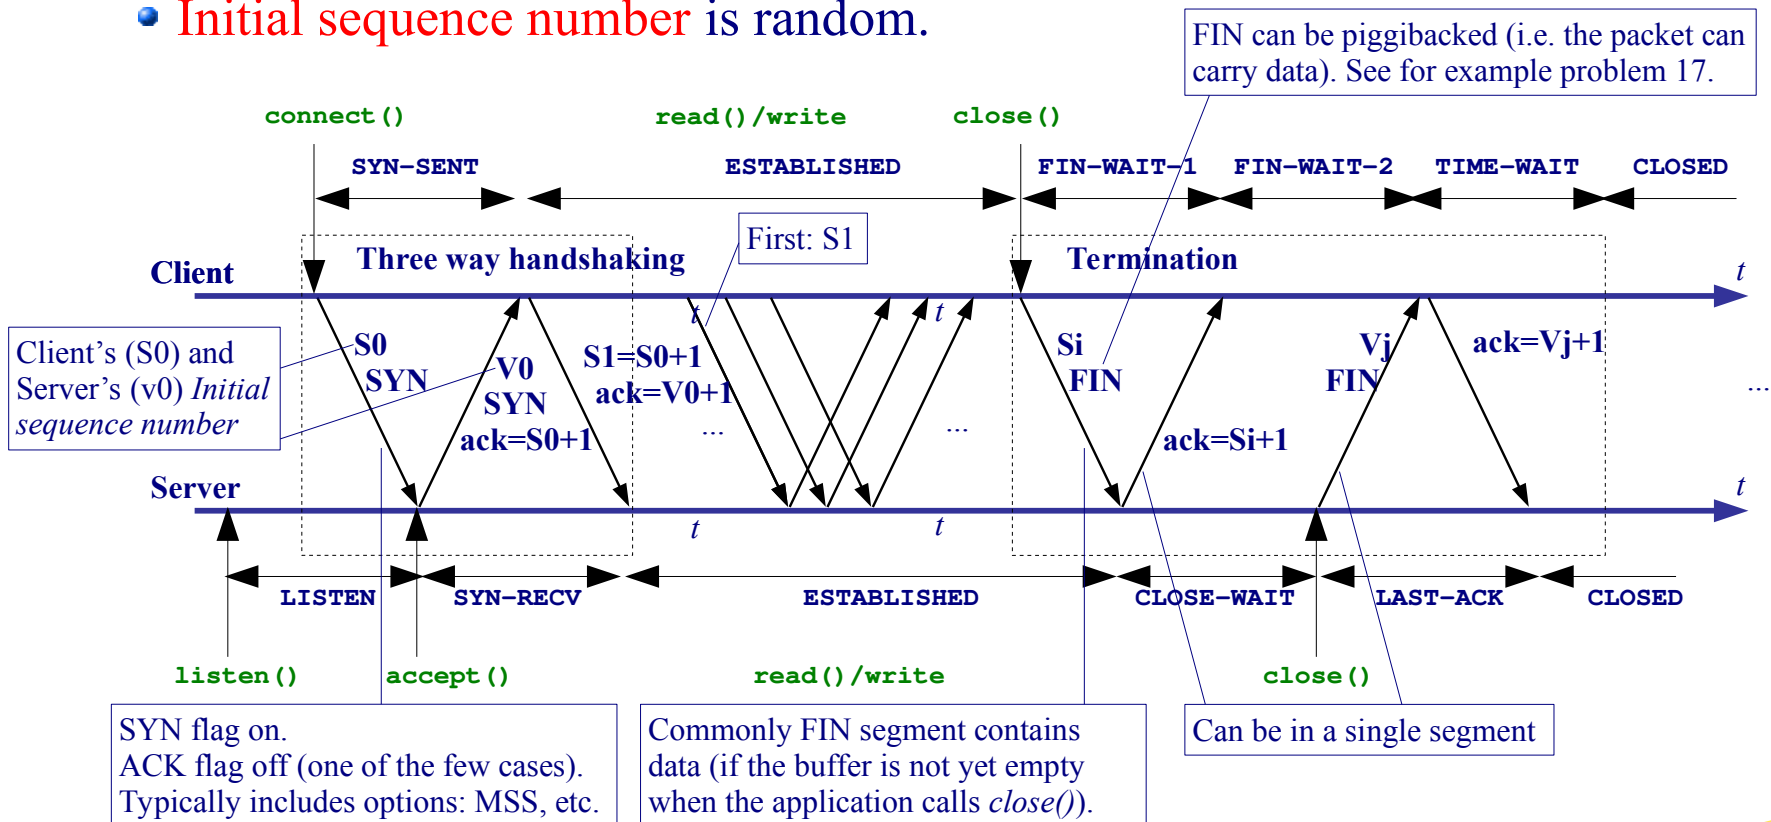 Initial sequence number is random.
FIN can be piggibacked (i.e. the packet can
carry data). See for example problem 17.
connect()
read()/write
close()
SYN-SENT
ESTABLISHED
FIN-WAIT-1
FIN-WAIT-2
TIME-WAIT
CLOSED
First: S1
Three way handshaking
Termination
Client
t
Client's (S0) and
Server's (v0) Initial
sequence number
S0
SYN
V0
SYN
ack=S0+1
S1=S0+1
ack=V0+1
t
...
t
...
Si
FIN
ack=Si+1
Vj
FIN
ack=Vj+1
...
Server
t
t
t
LISTEN
SYN-RECV
ESTABLISHED
CLOSE-WAIT
LAST-ACK
CLOSED
listen()
accept()
read()/write
close()
SYN flag on.
ACK flag off (one of the few cases).
Typically includes options: MSS, etc.
Commonly FIN segment contains
data (if the buffer is not yet empty
when the application calls close()).
Can be in a single segment